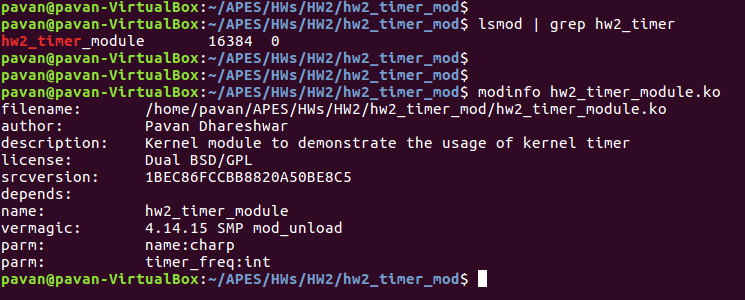 pavan@pavan-VirtualBox:~/APES/HWs/HW2/hw2_timer_mod$
pavan@pavan-VirtualBox:~/APES/HWs/HW2/hw2_timer_mod$ lsmod | grep hw2_timer
hw2_timer_module       16384  0
pavan@pavan-VirtualBox:~/APES/HWs/HW2/hw2_timer_mod$
pavan@pavan-VirtualBox:~/APES/HWs/HW2/hw2_timer_mod$
pavan@pavan-VirtualBox:~/APES/HWs/HW2/hw2_timer_mod$ modinfo hw2_timer_module.ko
filename:       /home/pavan/APES/HWs/HW2/hw2_timer_mod/hw2_timer_module.ko
author:         Pavan Dhareshwar
description:    Kernel module to demonstrate the usage of kernel timer
license:        Dual BSD/GPL
srcversion:     1BEC86FCCBB8820A50BE8C5
depends:
name:           hw2_timer_module
vermagic:       4.14.15 SMP mod_unload
parm:           name:charp
parm:           timer_freq:int
pavan@pavan-VirtualBox:~/APES/HWs/HW2/hw2_timer_mod$